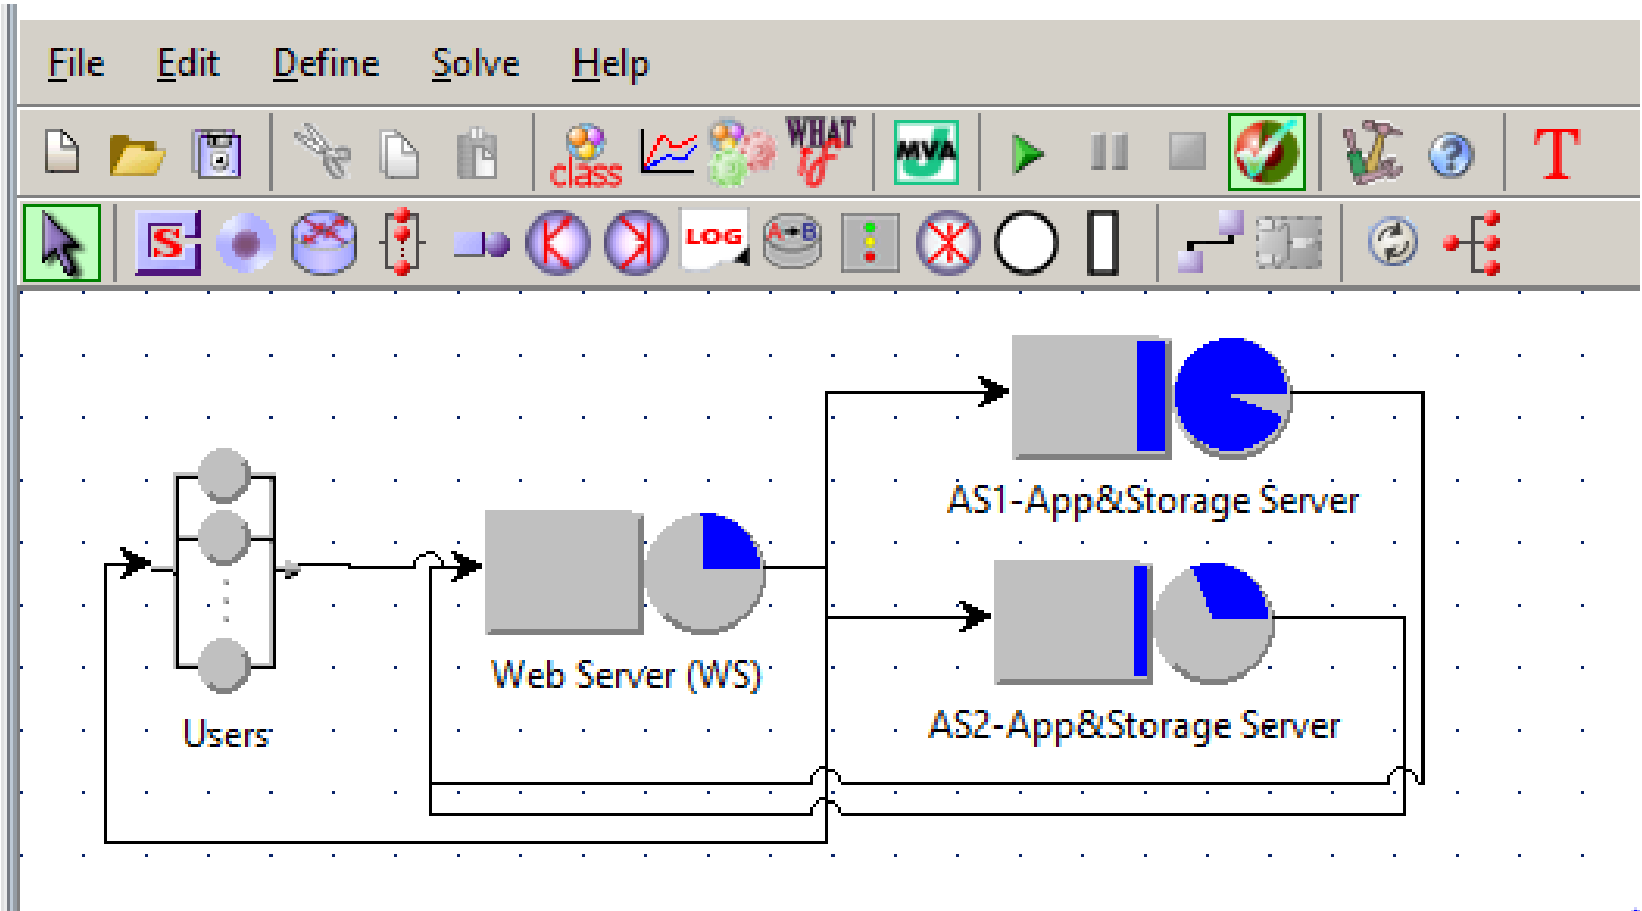 File Edit Define Solve Help
class WHAT if MVA T
S LOG A B
AS1-App&Storage Server
Web Server (WS)
AS2-App&Storage Server
Users